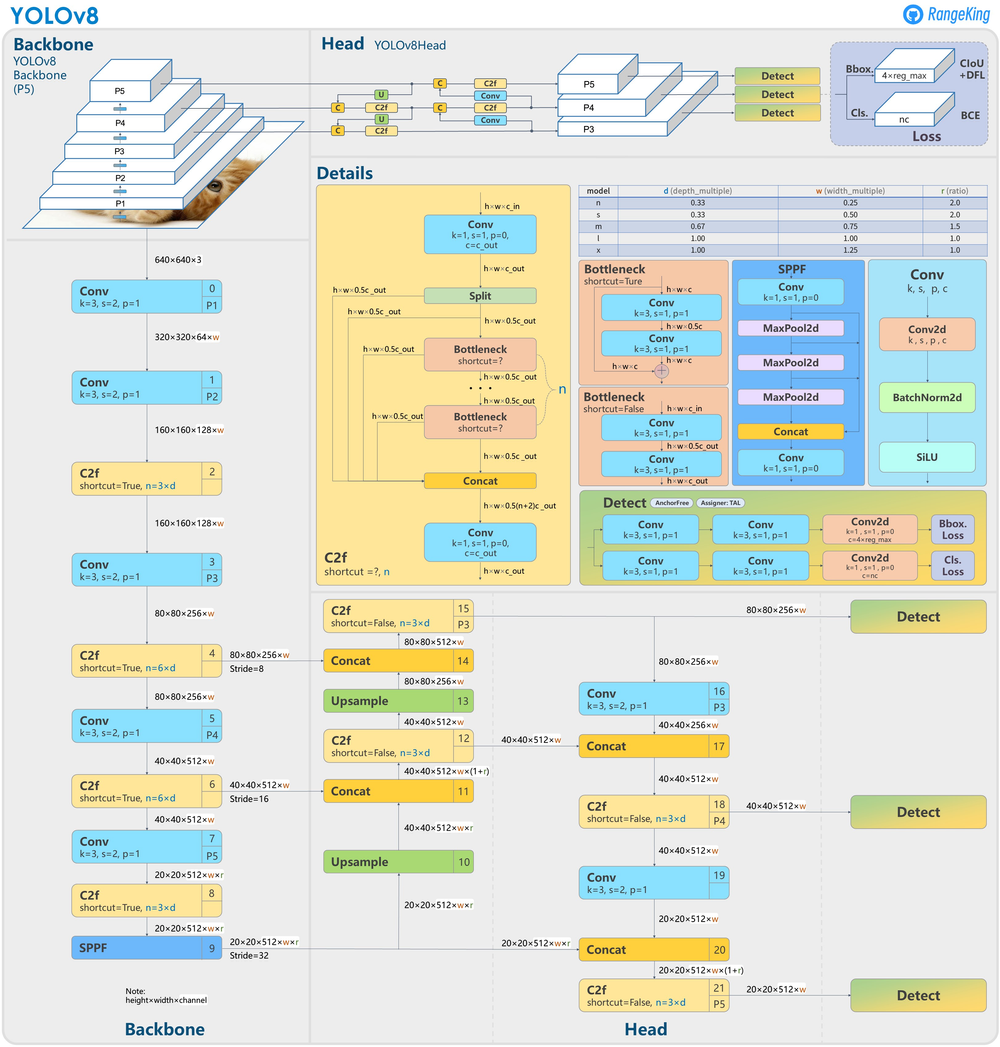 YOLOv8
RangeKing
Backbone
YOLOv8
Backbone
(P5)
P5
P4
P3
P2
P1
Head YOLOv8Head
C C2f
U Conv
C C2f C C2f
U Conv
C C2f
P5
P4
P3
Detect
Detect
Detect
Bbox. 4×reg_max CIoU
+DFL
Cls. nc BCE
Loss
640×640×3
Conv 0
k=3, s=2, p=1 P1
320×320×64×w
Conv 1
k=3, s=2, p=1 P2
160×160×128×w
C2f 2
shortcut=True, n=3×d
160×160×128×w
Conv 3
k=3, s=2, p=1 P3
80×80×256×w
C2f 4
shortcut=True, n=6×d
80×80×256×w
Stride=8
80×80×256×w
Conv 5
k=3, s=2, p=1 P4
40×40×512×w
C2f 6
shortcut=True, n=6×d
40×40×512×w
Stride=16
40×40×512×w
Conv 7
k=3, s=2, p=1 P5
20×20×512×w×r
C2f 8
shortcut=True, n=3×d
20×20×512×w×r
SPPF 9
20×20×512×w×r
Stride=32
Note:
height×width×channel
Backbone
Details
h×w×c_in
Conv
k=1, s=1, p=0,
c=c_out
h×w×c_out
h×w×0.5c_out
Split
h×w×0.5c_out
h×w×0.5c_out
Bottleneck
shortcut=?
h×w×0.5c_out
h×w×0.5c_out
· · ·
n
h×w×0.5c_out
h×w×0.5c_out
Bottleneck
shortcut=?
h×w×0.5c_out
Concat
h×w×0.5(n+2)c_out
Conv
k=1, s=1, p=0,
c=c_out
h×w×c_out
C2f
shortcut =?, n
model d (depth_multiple) w (width_multiple) r (ratio)
n 0.33 0.25 2.0
s 0.33 0.50 2.0
m 0.67 0.75 1.5
l 1.00 1.00 1.0
x 1.00 1.25 1.0
Bottleneck
shortcut=Ture
h×w×c
Conv
k=3, s=1, p=1
h×w×0.5c
Conv
k=3, s=1, p=1
h×w×c
h×w×c
Bottleneck
shortcut=False
h×w×c_in
Conv
k=3, s=1, p=1
h×w×0.5c_out
Conv
k=3, s=1, p=1
h×w×c_out
SPPF
Conv
k=1, s=1, p=0
MaxPool2d
MaxPool2d
MaxPool2d
Concat
Conv
k=1, s=1, p=0
Conv
k, s, p, c
Conv2d
k, s, p, c
BatchNorm2d
SiLU
Detect AnchorFree Assigner: TAL
Conv
k=3, s=1, p=1
Conv
k=3, s=1, p=1
Conv2d
k=1, s=1, p=0
c=4×reg_max
Bbox.
Loss
Conv
k=3, s=1, p=1
Conv
k=3, s=1, p=1
Conv2d
k=1, s=1, p=0
c=nc
Cls.
Loss
C2f 15
shortcut=False, n=3×d P3
80×80×256×w
Detect
80×80×512×w
Concat 14
80×80×256×w
Upsample 13
40×40×512×w
C2f 12
shortcut=False, n=3×d
40×40×512×w
40×40×512×w×(1+r)
Concat 11
40×40×512×w×r
Upsample 10
20×20×512×w×r
20×20×512×w×r
80×80×256×w
Conv 16
k=3, s=2, p=1 P3
40×40×256×w
Concat 17
40×40×512×w
C2f 18
shortcut=False, n=3×d P4
40×40×512×w
Detect
40×40×512×w
Conv 19
k=3, s=2, p=1
20×20×512×w
Concat 20
20×20×512×w×(1+r)
C2f 21
shortcut=False, n=3×d P5
20×20×512×w
Detect
Head